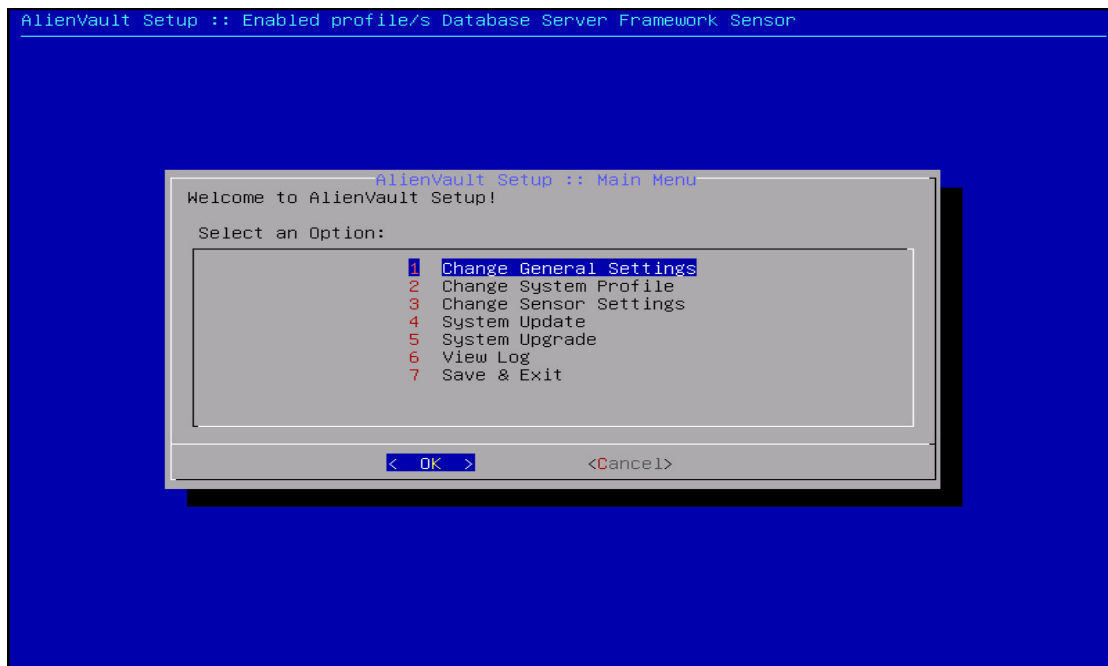 AlienVault Setup :: Enabled profile/s Database Server Framework Sensor
AlienVault Setup :: Main Menu
Welcome to AlienVault Setup!
Select an Option:
1 Change General Settings
2 Change System Profile
3 Change Sensor Settings
4 System Update
5 System Upgrade
6 View Log
7 Save & Exit
< OK > <Cancel>